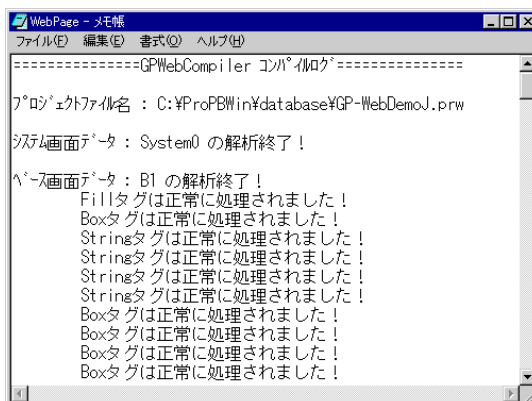 WebPage - メモ帳
ファイル(F) 編集(E) 書式(O) ヘルプ(H)
===============GPWebCompiler コンパイルログ===============
プロジェクトファイル名 : C:¥ProPBWin¥database¥GP-WebDemoJ.prw
システム画面データ : System0 の解析終了！
ベース画面データ : B1 の解析終了！
Fillタグは正常に処理されました！
Boxタグは正常に処理されました！
Stringタグは正常に処理されました！
Stringタグは正常に処理されました！
Stringタグは正常に処理されました！
Stringタグは正常に処理されました！
Boxタグは正常に処理されました！
Boxタグは正常に処理されました！
Boxタグは正常に処理されました！
Boxタグは正常に処理されました！